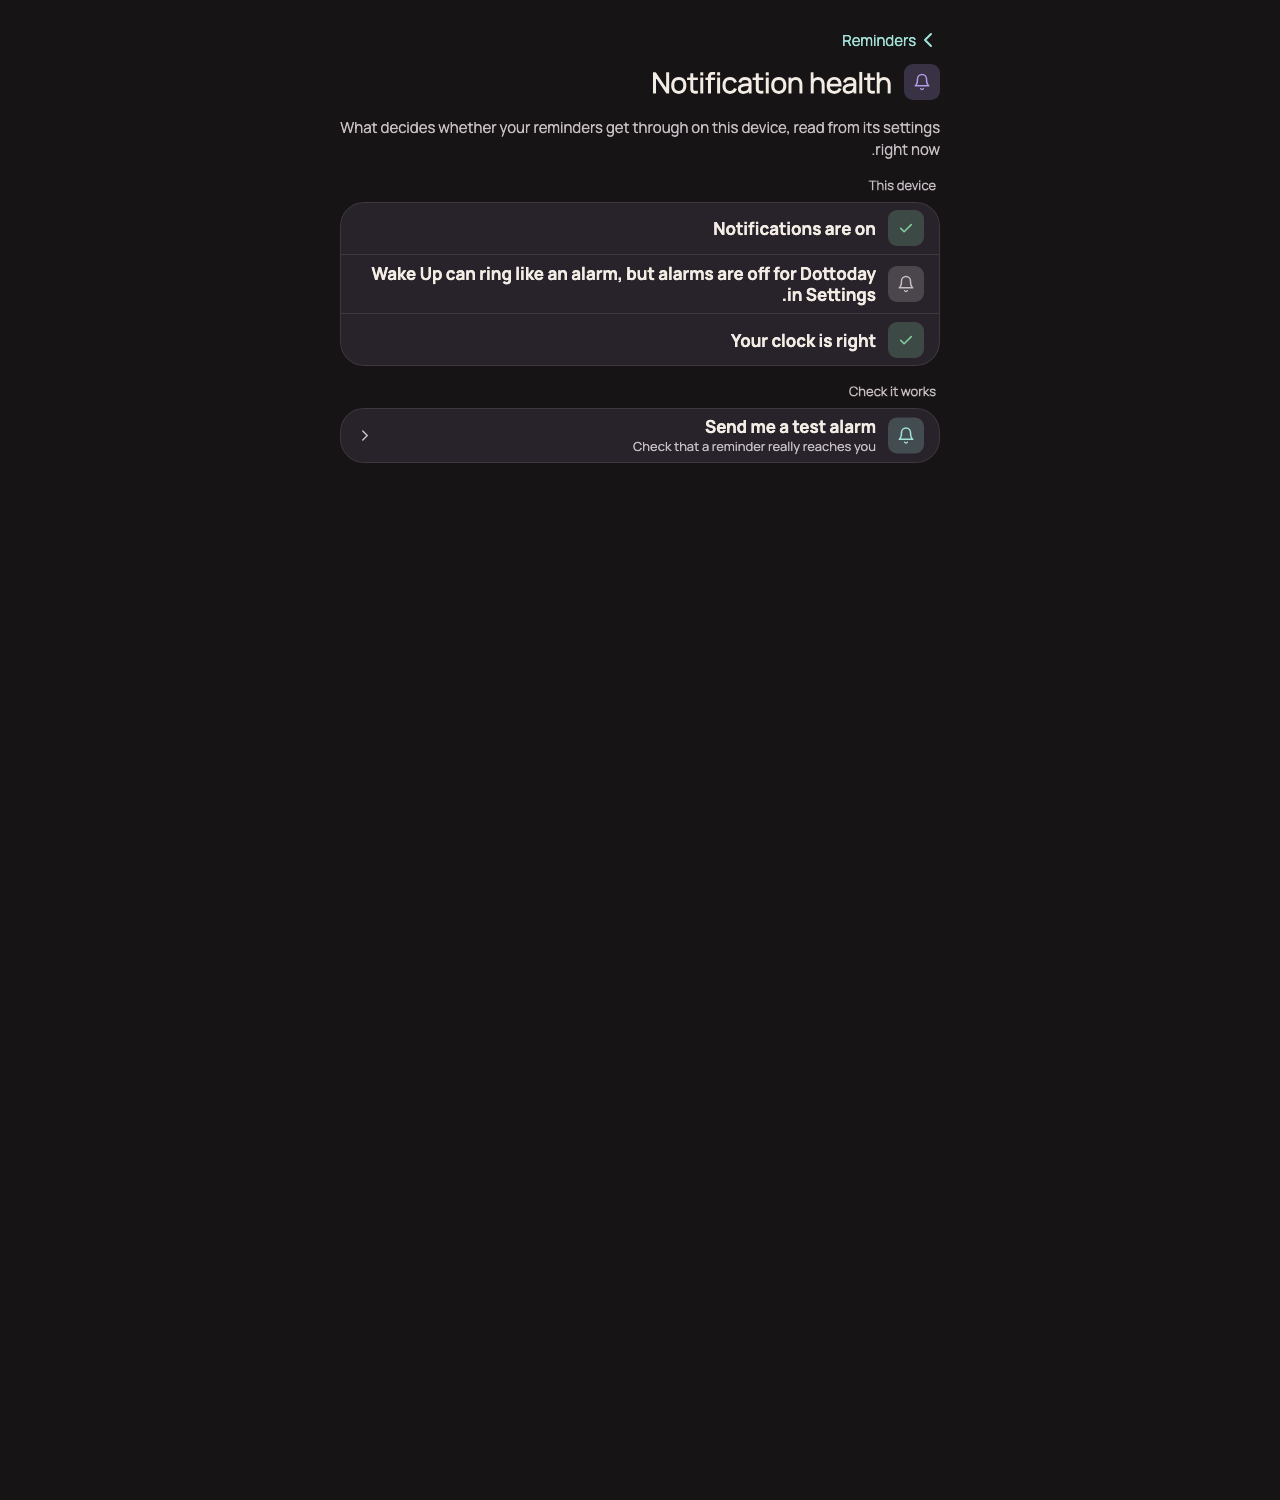 Reminders
Notification health
What decides whether your reminders get through on this device, read from its settings
.right now
This device
Notifications are on
Wake Up can ring like an alarm, but alarms are off for Dottoday
.in Settings
Your clock is right
Check it works
Send me a test alarm
Check that a reminder really reaches you